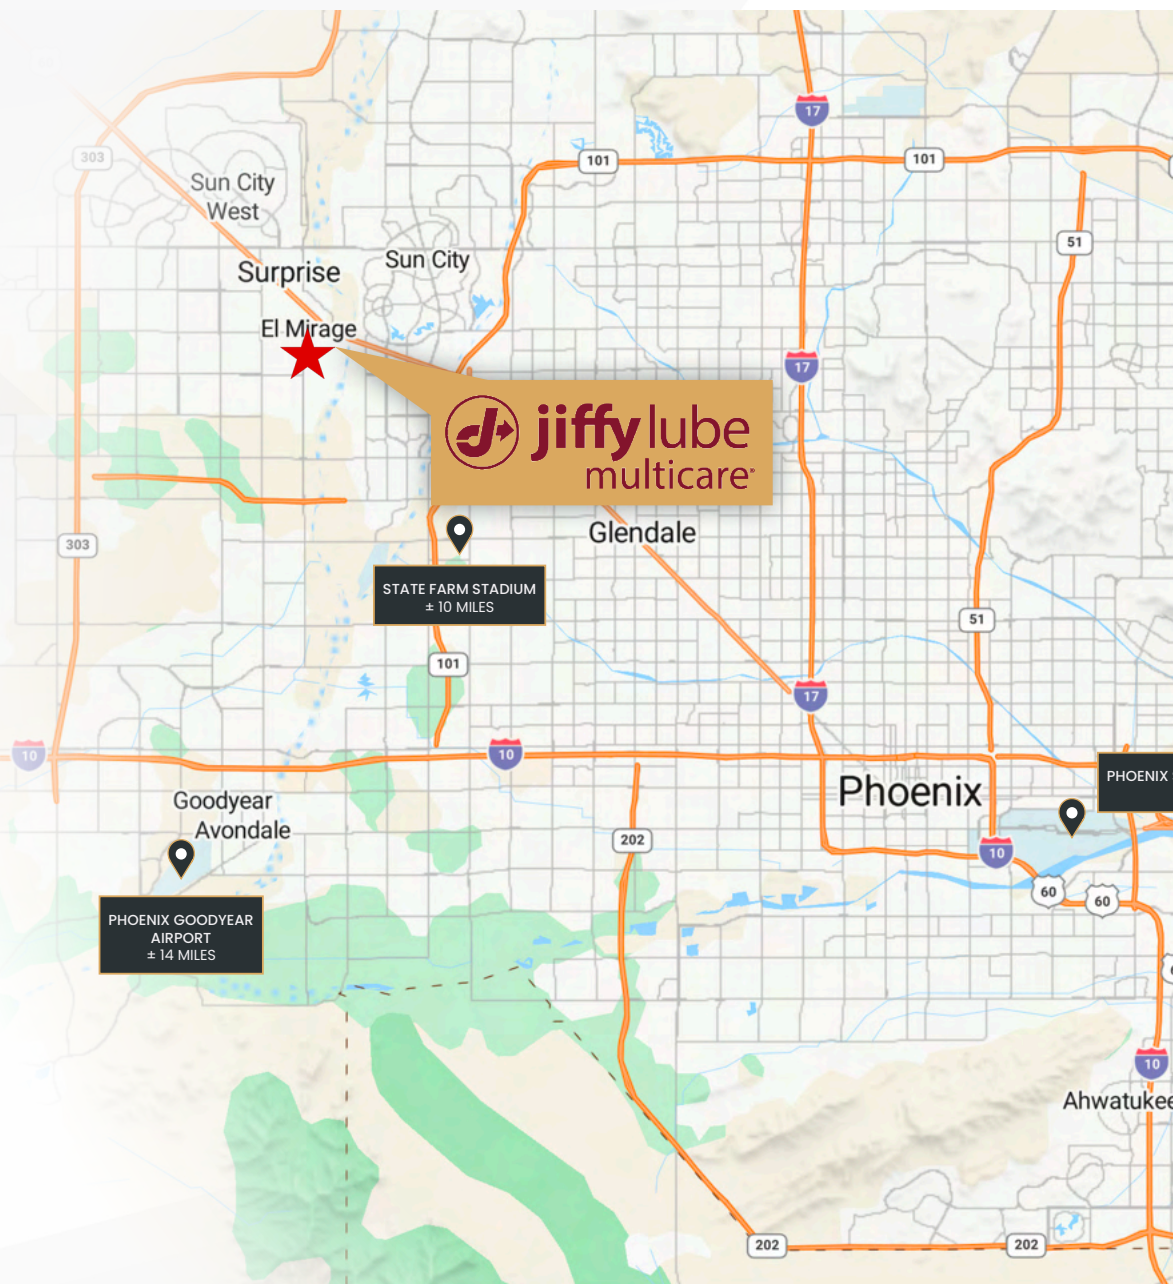 17
101
101
303
Sun City
West
51
Sun City
Surprise
El Mirage
17
jiffy lube
multicare
Glendale
303
STATE FARM STADIUM
± 10 MILES
51
101
17
10
10
PHOENIX
Phoenix
Goodyear
Avondale
202
10
60
60
PHOENIX GOODYEAR
AIRPORT
± 14 MILES
10
Ahwatukee
202
202